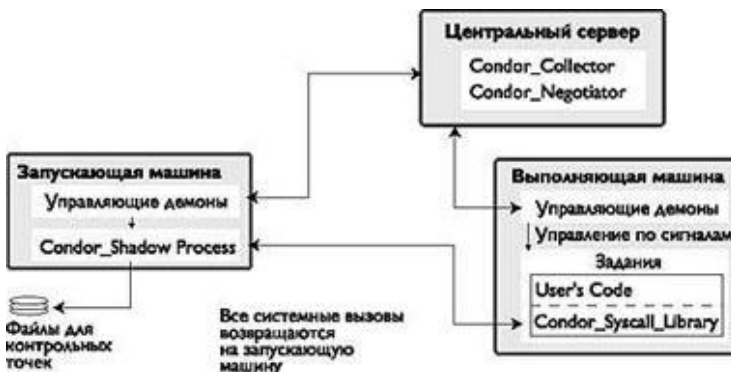 Центральный сервер
Condor_Collector
Condor_Negotiator
Запускающая машина
Управляющие демоны
Condor_Shadow Process
Файлы для
контрольных
точек
Все системные вызовы
возвращаются
на запускающую
машину
Выполняющая машина
Управляющие демоны
Управление по сигналам
Задания
User's Code
Condor_Syscall_Library